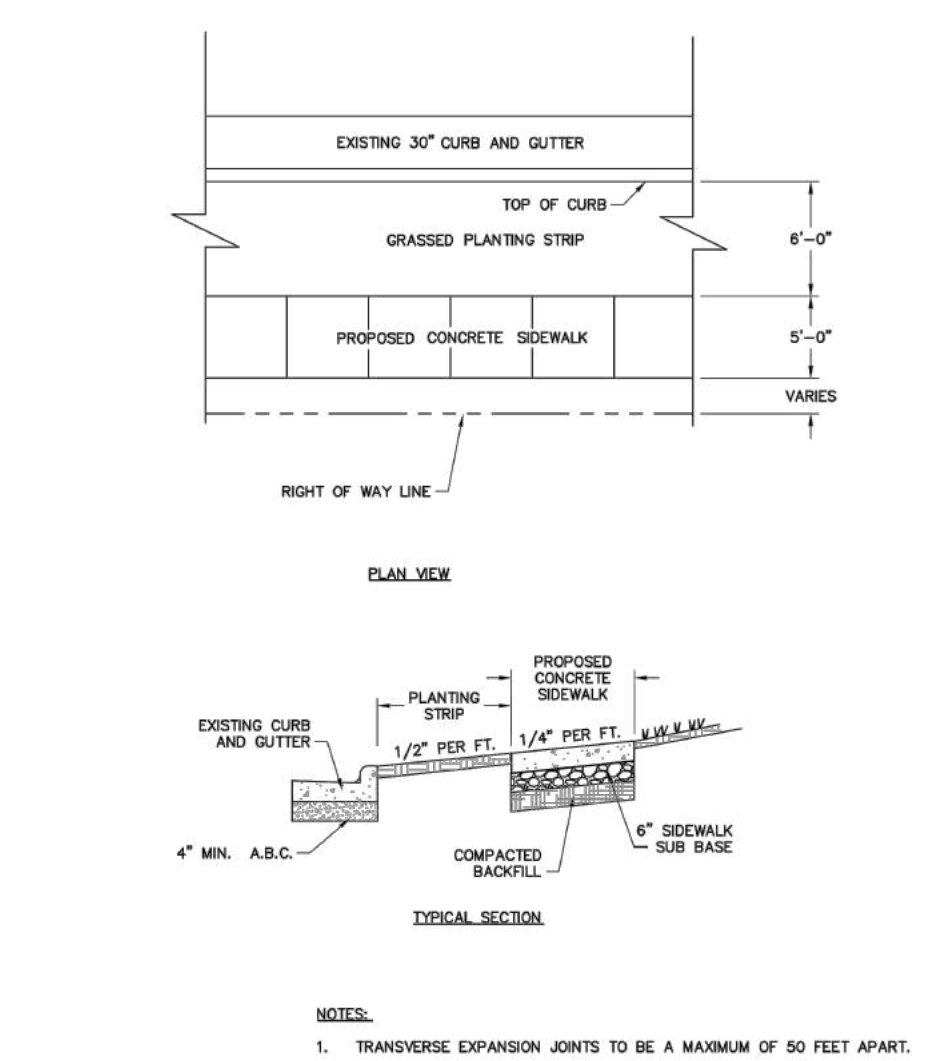 EXISTING 30" CURB AND GUTTER
TOP OF CURB
GRASSED PLANTING STRIP
6'-0"
PROPOSED CONCRETE SIDEWALK
5'-0"
VARIES
RIGHT OF WAY LINE
PLAN VIEW
PROPOSED
CONCRETE
SIDEWALK
PLANTING
STRIP
EXISTING CURB
AND GUTTER
1/2" PER FT.
1/4" PER FT.
4" MIN. A.B.C.
COMPACTED
BACKFILL
6" SIDEWALK
SUB BASE
TYPICAL SECTION
NOTES:
1. TRANSVERSE EXPANSION JOINTS TO BE A MAXIMUM OF 50 FEET APART.